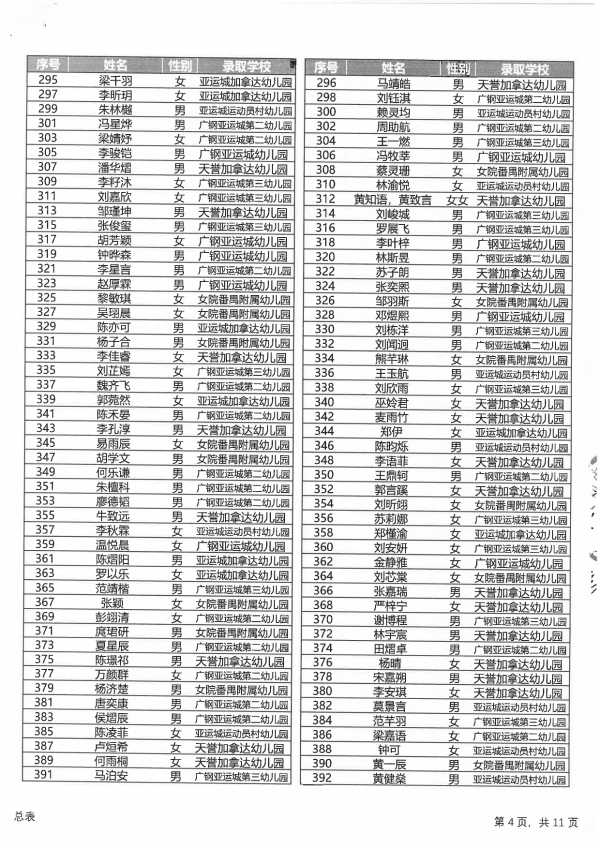 序号 姓名 性别 录取学校
295 梁千羽 女 亚运城加拿达幼儿园
297 李昕玥 女 亚运城加拿达幼儿园
299 朱林樾 男 亚运城运动员村幼儿园
301 冯星烨 男 广钢亚运城第二幼儿园
303 梁婧妤 女 广钢亚运城第二幼儿园
305 李骏铠 男 广钢亚运城幼儿园
307 潘华熠 男 天誉加拿达幼儿园
309 李籽沐 女 广钢亚运城第三幼儿园
311 刘嘉欣 女 广钢亚运城第三幼儿园
313 邹瑾坤 男 天誉加拿达幼儿园
315 张俊玺 男 广钢亚运城第三幼儿园
317 胡芳颖 女 广钢亚运城幼儿园
319 钟晔森 男 广钢亚运城幼儿园
321 李星言 男 广钢亚运城第二幼儿园
323 赵厚霖 男 广钢亚运城幼儿园
325 黎敏琪 女 女院番禺附属幼儿园
327 吴珝晨 女 女院番禺附属幼儿园
329 陈亦可 男 亚运城加拿达幼儿园
331 杨子合 男 女院番禺附属幼儿园
333 李佳睿 女 天誉加拿达幼儿园
335 刘芷嫣 女 广钢亚运城第三幼儿园
337 魏齐飞 男 广钢亚运城第二幼儿园
339 郭菀然 女 亚运城加拿达幼儿园
341 陈禾晏 男 广钢亚运城第二幼儿园
343 李孔淳 男 天誉加拿达幼儿园
345 易雨辰 女 女院番禺附属幼儿园
347 胡学文 男 女院番禺附属幼儿园
349 何乐谦 男 广钢亚运城第二幼儿园
351 朱檀科 男 广钢亚运城第二幼儿园
353 廖德韬 男 广钢亚运城第二幼儿园
355 牛致远 男 天誉加拿达幼儿园
357 李秋霖 女 亚运城运动员村幼儿园
359 温悦晨 女 广钢亚运城幼儿园
361 陈熠阳 男 亚运城加拿达幼儿园
363 罗以乐 女 亚运城加拿达幼儿园
365 范靖楷 男 广钢亚运城第三幼儿园
367 张颖 女 女院番禺附属幼儿园
369 彭翊清 女 广钢亚运城第二幼儿园
371 庹珺研 男 女院番禺附属幼儿园
373 夏星辰 男 广钢亚运城第二幼儿园
375 陈璟祁 男 天誉加拿达幼儿园
377 万颜群 女 广钢亚运城第三幼儿园
379 杨济楚 男 女院番禺附属幼儿园
381 唐奕康 男 广钢亚运城第二幼儿园
383 侯熠辰 男 广钢亚运城第二幼儿园
385 陈凌菲 女 亚运城运动员村幼儿园
387 卢烜希 女 天誉加拿达幼儿园
389 何雨桐 女 天誉加拿达幼儿园
391 马泊安 男 广钢亚运城第三幼儿园
序号 姓名 性别 录取学校
296 马靖皓 男 天誉加拿达幼儿园
298 刘钰淇 女 广钢亚运城第二幼儿园
300 赖灵均 男 亚运城运动员村幼儿园
302 周助航 男 广钢亚运城第二幼儿园
304 王一燃 男 广钢亚运城第三幼儿园
306 冯牧莘 男 广钢亚运城幼儿园
308 蔡灵珊 女 女院番禺附属幼儿园
310 林渝悦 女 亚运城运动员村幼儿园
312 黄知语，黄致言 女女 天誉加拿达幼儿园
314 刘峻城 男 广钢亚运城第三幼儿园
316 罗展飞 男 广钢亚运城第三幼儿园
318 李叶梓 男 广钢亚运城幼儿园
320 林斯昱 男 广钢亚运城第二幼儿园
322 苏子朗 男 天誉加拿达幼儿园
324 张奕熙 男 天誉加拿达幼儿园
326 邹羽斯 女 女院番禺附属幼儿园
328 邓煜熙 男 广钢亚运城幼儿园
330 刘栋洋 男 广钢亚运城第三幼儿园
332 刘闻迥 男 广钢亚运城第二幼儿园
334 熊芊琳 女 女院番禺附属幼儿园
336 王玉航 男 亚运城运动员村幼儿园
338 刘欣雨 女 广钢亚运城第三幼儿园
340 巫妗君 女 天誉加拿达幼儿园
342 麦雨竹 女 天誉加拿达幼儿园
344 郑伊 女 亚运城加拿达幼儿园
346 陈昀烁 男 亚运城运动员村幼儿园
348 李语菲 女 天誉加拿达幼儿园
350 王鼎钶 男 广钢亚运城第二幼儿园
352 郭言蹊 女 天誉加拿达幼儿园
354 刘昕翊 女 女院番禺附属幼儿园
356 苏莉娜 女 广钢亚运城第三幼儿园
358 郑槿渝 女 亚运城加拿达幼儿园
360 刘安妍 女 广钢亚运城第三幼儿园
362 金静雅 女 广钢亚运城第三幼儿园
364 刘芯棠 女 女院番禺附属幼儿园
366 张嘉瑞 男 天誉加拿达幼儿园
368 严梓宁 女 天誉加拿达幼儿园
370 谢博程 男 广钢亚运城第三幼儿园
372 林宇宸 男 天誉加拿达幼儿园
374 田熠卓 男 广钢亚运城第二幼儿园
376 杨晴 女 天誉加拿达幼儿园
378 宋嘉朔 男 天誉加拿达幼儿园
380 李安琪 女 天誉加拿达幼儿园
382 莫景言 男 亚运城运动员村幼儿园
384 范芊羽 女 广钢亚运城第二幼儿园
386 梁嘉语 女 广钢亚运城第二幼儿园
388 钟可 女 亚运城运动员村幼儿园
390 黄一辰 男 女院番禺附属幼儿园
392 黄健燊 男 亚运城运动员村幼儿园
总表
第 4 页，共 11 页